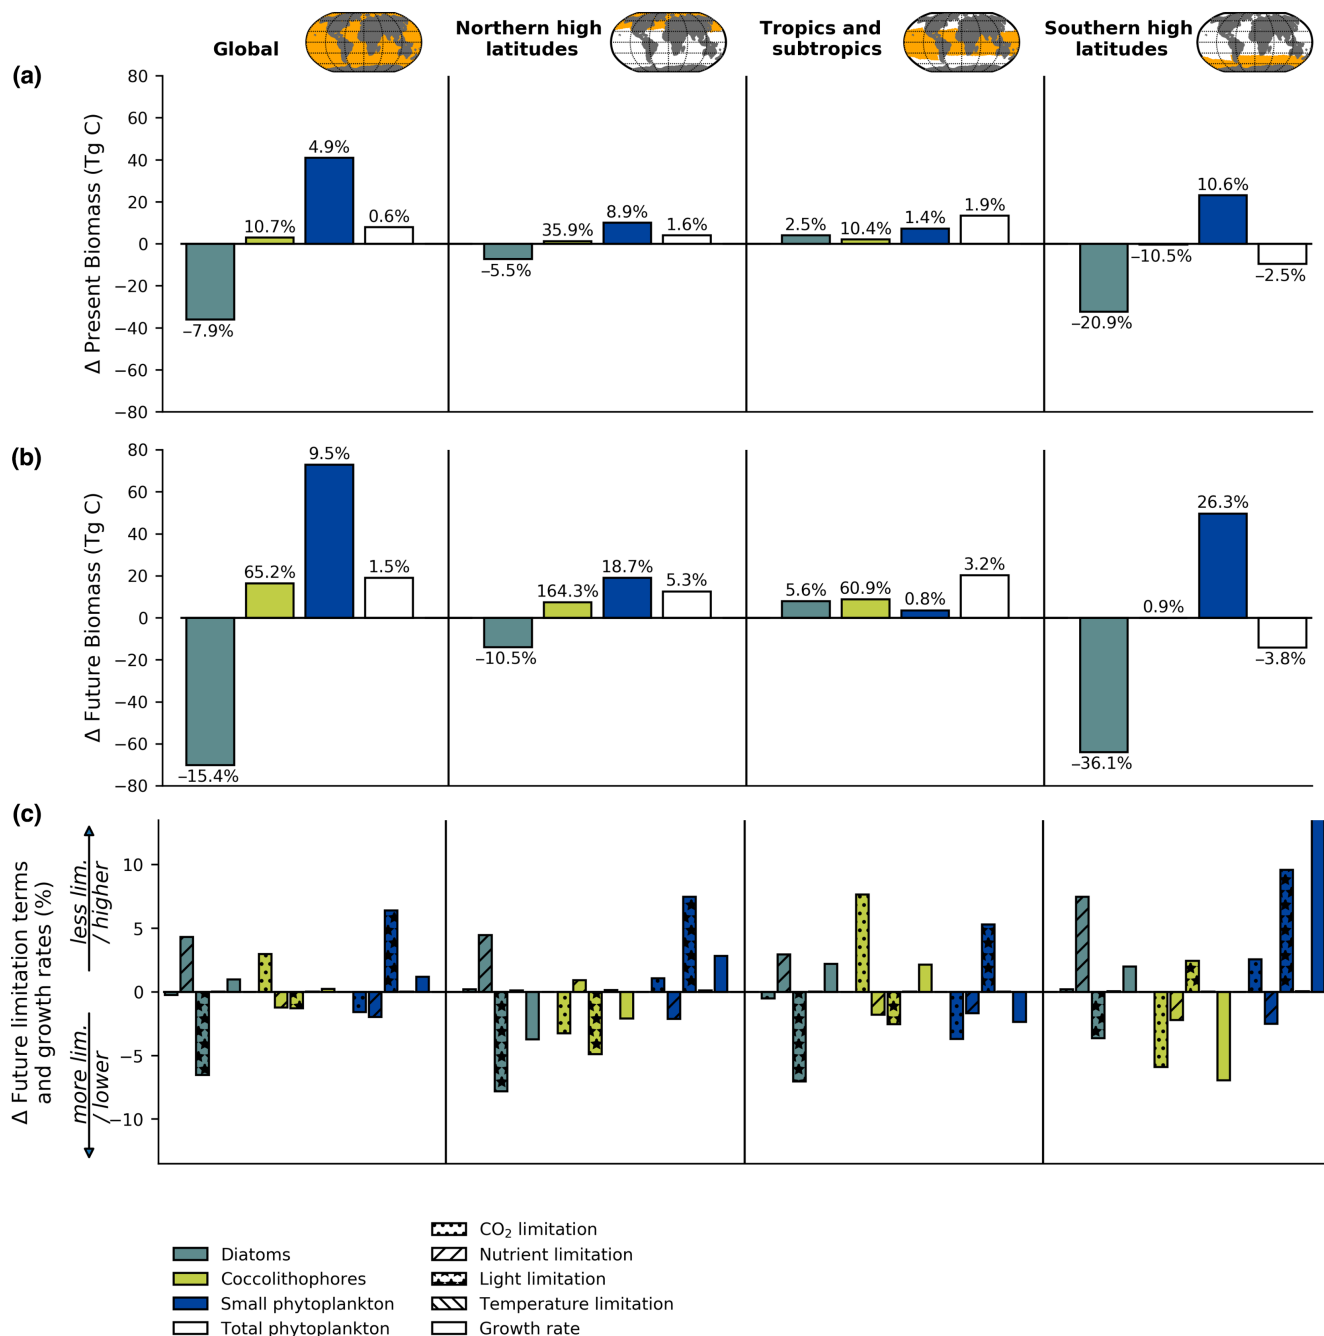 Global
Northern high
latitudes
Tropics and
subtropics
Southern high
latitudes
(a)
Δ Present Biomass (Tg C)
80
60
40
20
0
−20
−40
−60
−80
−7.9%
10.7%
4.9%
0.6%
−5.5%
35.9%
8.9%
1.6%
2.5%
10.4%
1.4%
1.9%
−20.9%
−10.5%
10.6%
−2.5%
(b)
Δ Future Biomass (Tg C)
80
60
40
20
0
−20
−40
−60
−80
−15.4%
65.2%
9.5%
1.5%
−10.5%
164.3%
18.7%
5.3%
5.6%
60.9%
0.8%
3.2%
−36.1%
0.9%
26.3%
−3.8%
(c)
Δ Future limitation terms
and growth rates (%)
less lim.
/ higher
more lim.
/ lower
10
5
0
−5
−10
Diatoms
Coccolithophores
Small phytoplankton
Total phytoplankton
CO₂ limitation
Nutrient limitation
Light limitation
Temperature limitation
Growth rate